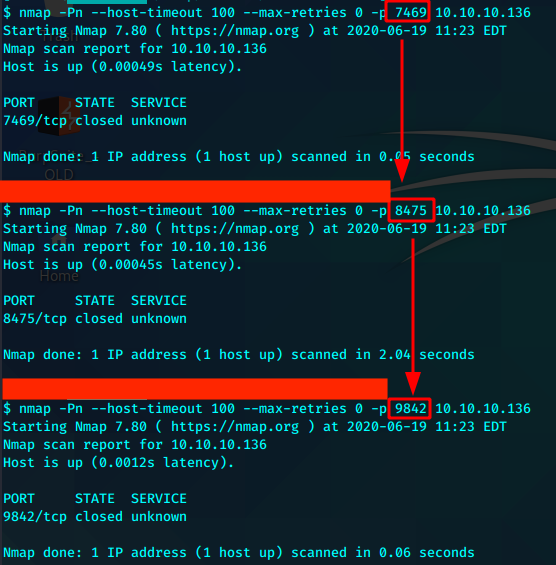 $ nmap -Pn --host-timeout 100 --max-retries 0 -p 7469 10.10.10.136
Starting Nmap 7.80 ( https://nmap.org ) at 2020-06-19 11:23 EDT
Nmap scan report for 10.10.10.136
Host is up (0.00049s latency).
PORT STATE SERVICE
7469/tcp closed unknown
Nmap done: 1 IP address (1 host up) scanned in 0.05 seconds
OLD
$ nmap -Pn --host-timeout 100 --max-retries 0 -p 8475 10.10.10.136
Starting Nmap 7.80 ( https://nmap.org ) at 2020-06-19 11:23 EDT
Nmap scan report for 10.10.10.136
Host is up (0.00045s latency).
Home
PORT STATE SERVICE
8475/tcp closed unknown
Nmap done: 1 IP address (1 host up) scanned in 2.04 seconds
$ nmap -Pn --host-timeout 100 --max-retries 0 -p 9842 10.10.10.136
Starting Nmap 7.80 ( https://nmap.org ) at 2020-06-19 11:23 EDT
Nmap scan report for 10.10.10.136
Host is up (0.0012s latency).
PORT STATE SERVICE
9842/tcp closed unknown
Nmap done: 1 IP address (1 host up) scanned in 0.06 seconds